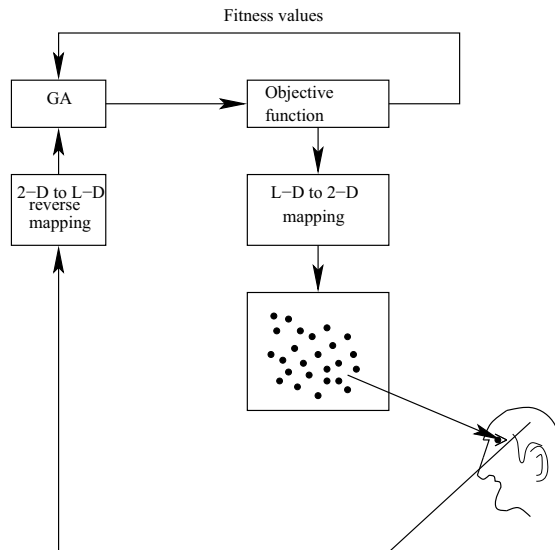 Fitness values
GA
Objective
function
2−D to L−D
reverse
mapping
L−D to 2−D
mapping